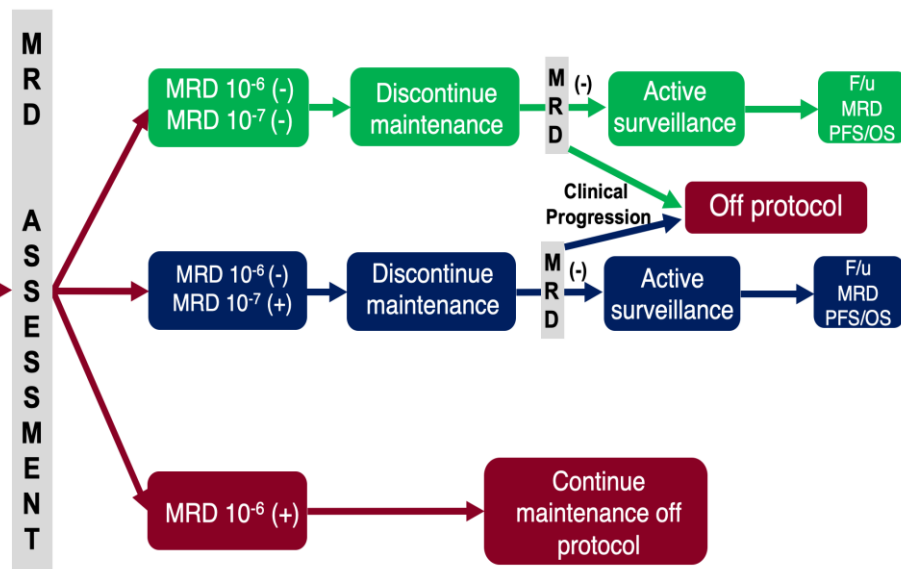 MRD ASSESSMENT
MRD 10⁻⁶ (-)
MRD 10⁻⁷ (-)
Discontinue
maintenance
MRD
(-)
Active
surveillance
F/u
MRD
PFS/OS
Clinical
Progression
Off protocol
MRD 10⁻⁶ (-)
MRD 10⁻⁷ (+)
Discontinue
maintenance
MRD
(-)
Active
surveillance
F/u
MRD
PFS/OS
MRD 10⁻⁶ (+)
Continue
maintenance off
protocol